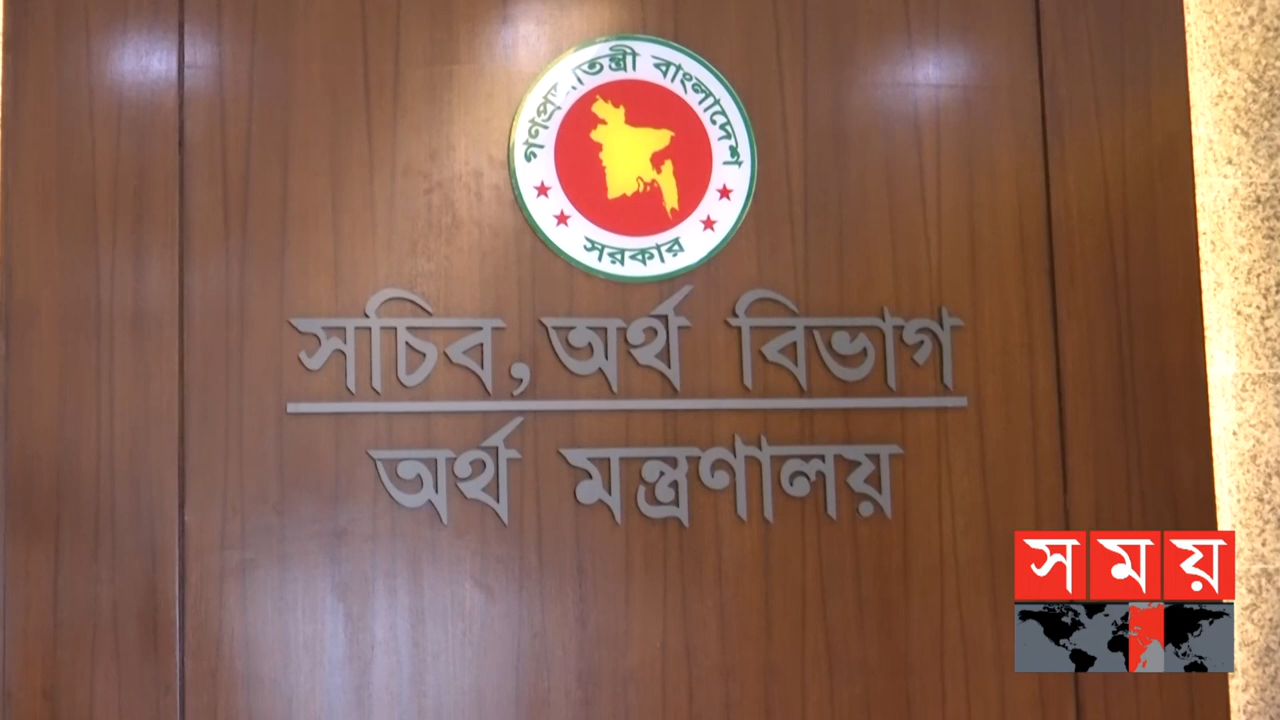 গণপ্রজাতন্ত্রী বাংলাদেশ
সরকার
সচিব, অর্থ বিভাগ
অর্থ মন্ত্রণালয়
সময়